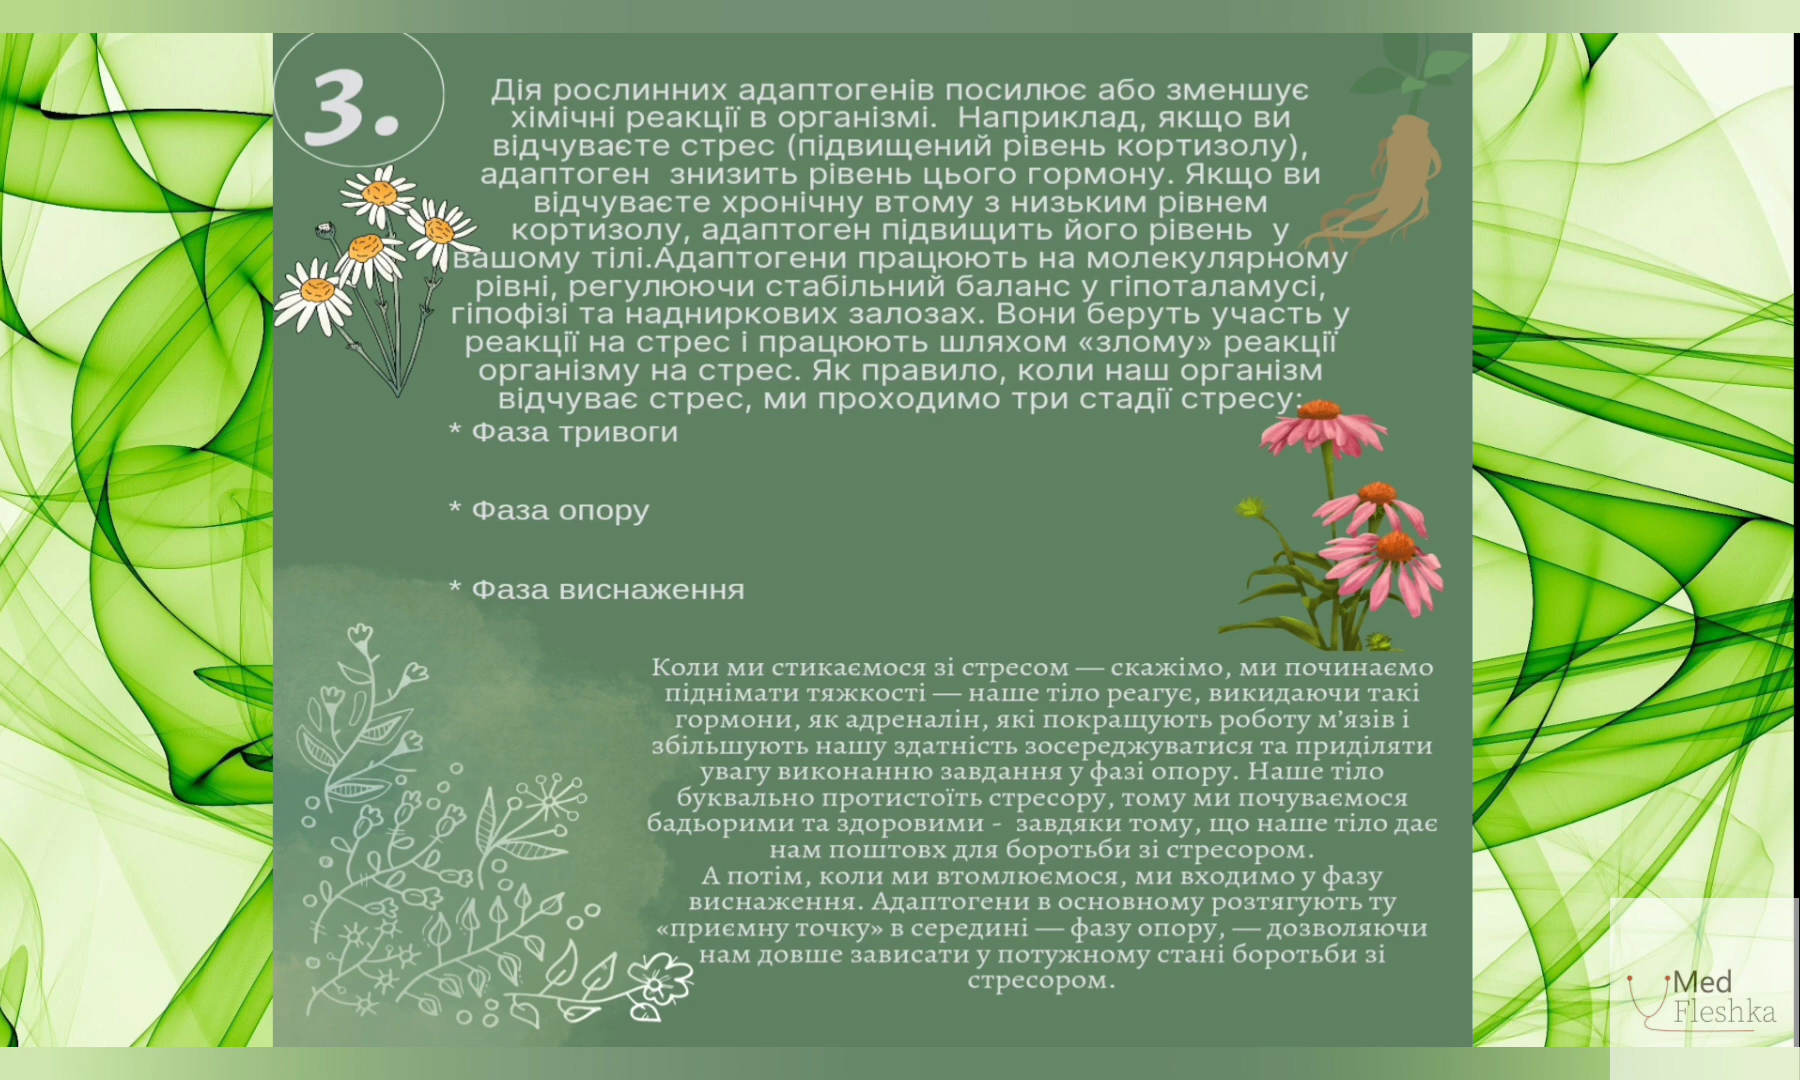 3.
Дія рослинних адаптогенів посилює або зменшує
хімічні реакції в організмі.  Наприклад, якщо ви
відчуваєте стрес (підвищений рівень кортизолу),
адаптоген  знизить рівень цього гормону. Якщо ви
відчуваєте хронічну втому з низьким рівнем
кортизолу, адаптоген підвищить його рівень  у
вашому тілі.Адаптогени працюють на молекулярному
рівні, регулюючи стабільний баланс у гіпоталамусі,
гіпофізі та надниркових залозах. Вони беруть участь у
реакції на стрес і працюють шляхом «злому» реакції
організму на стрес. Як правило, коли наш організм
відчуває стрес, ми проходимо три стадії стресу:
* Фаза тривоги
* Фаза опору
* Фаза виснаження
Коли ми стикаємося зі стресом — скажімо, ми починаємо
піднімати тяжкості — наше тіло реагує, викидаючи такі
гормони, як адреналін, які покращують роботу м’язів і
збільшують нашу здатність зосереджуватися та приділяти
увагу виконанню завдання у фазі опору. Наше тіло
буквально протистоїть стресору, тому ми почуваємося
бадьорими та здоровими -  завдяки тому, що наше тіло дає
нам поштовх для боротьби зі стресором.
А потім, коли ми втомлюємося, ми входимо у фазу
виснаження. Адаптогени в основному розтягують ту
«приємну точку» в середині — фазу опору, — дозволяючи
нам довше зависати у потужному стані боротьби зі
стресором.
Med
Fleshka